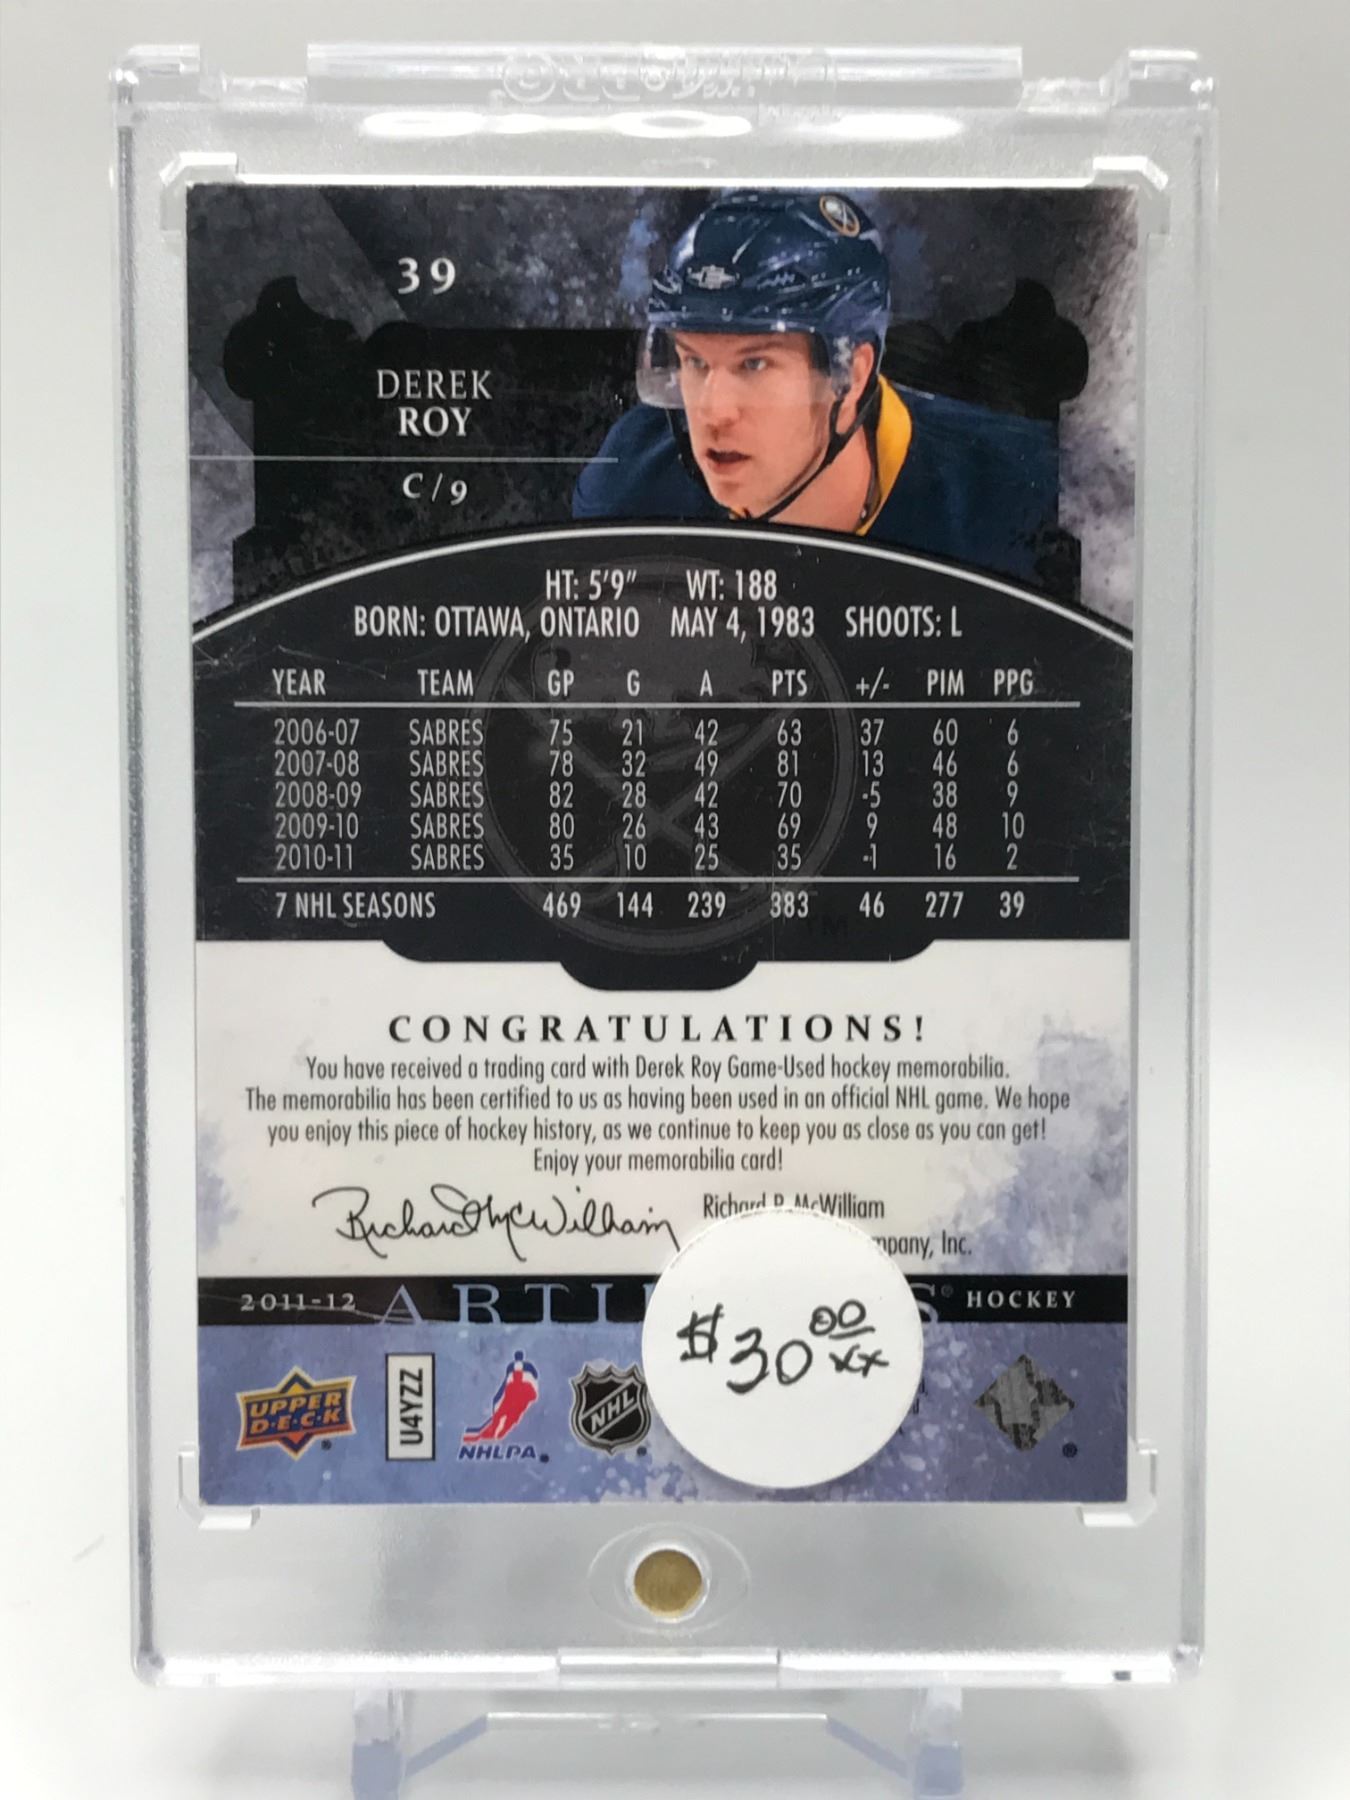 39
DEREK
ROY
C/9
HT: 5'9" WT: 188
BORN: OTTAWA, ONTARIO MAY 4, 1983 SHOOTS: L
YEAR TEAM GP G A PTS +/- PIM PPG
2006-07 SABRES 75 21 42 63 37 60 6
2007-08 SABRES 78 32 49 81 13 46 6
2008-09 SABRES 82 28 42 70 -5 38 9
2009-10 SABRES 80 26 43 69 9 48 10
2010-11 SABRES 35 10 25 35 -1 16 2
7 NHL SEASONS 469 144 239 383 46 277 39
TM
CONGRATULATIONS!
You have received a trading card with Derek Roy Game-Used hockey memorabilia.
The memorabilia has been certified to us as having been used in an official NHL game. We hope
you enjoy this piece of hockey history, as we continue to keep you as close as you can get!
Enjoy your memorabilia card!
Richard McWilliam Richard P. McWilliam
mpany, Inc.
2011-12 ARTI S® HOCKEY
$30 00 xx
UPPER
D·E·C·K
U4YZZ
NHLPA
NHL